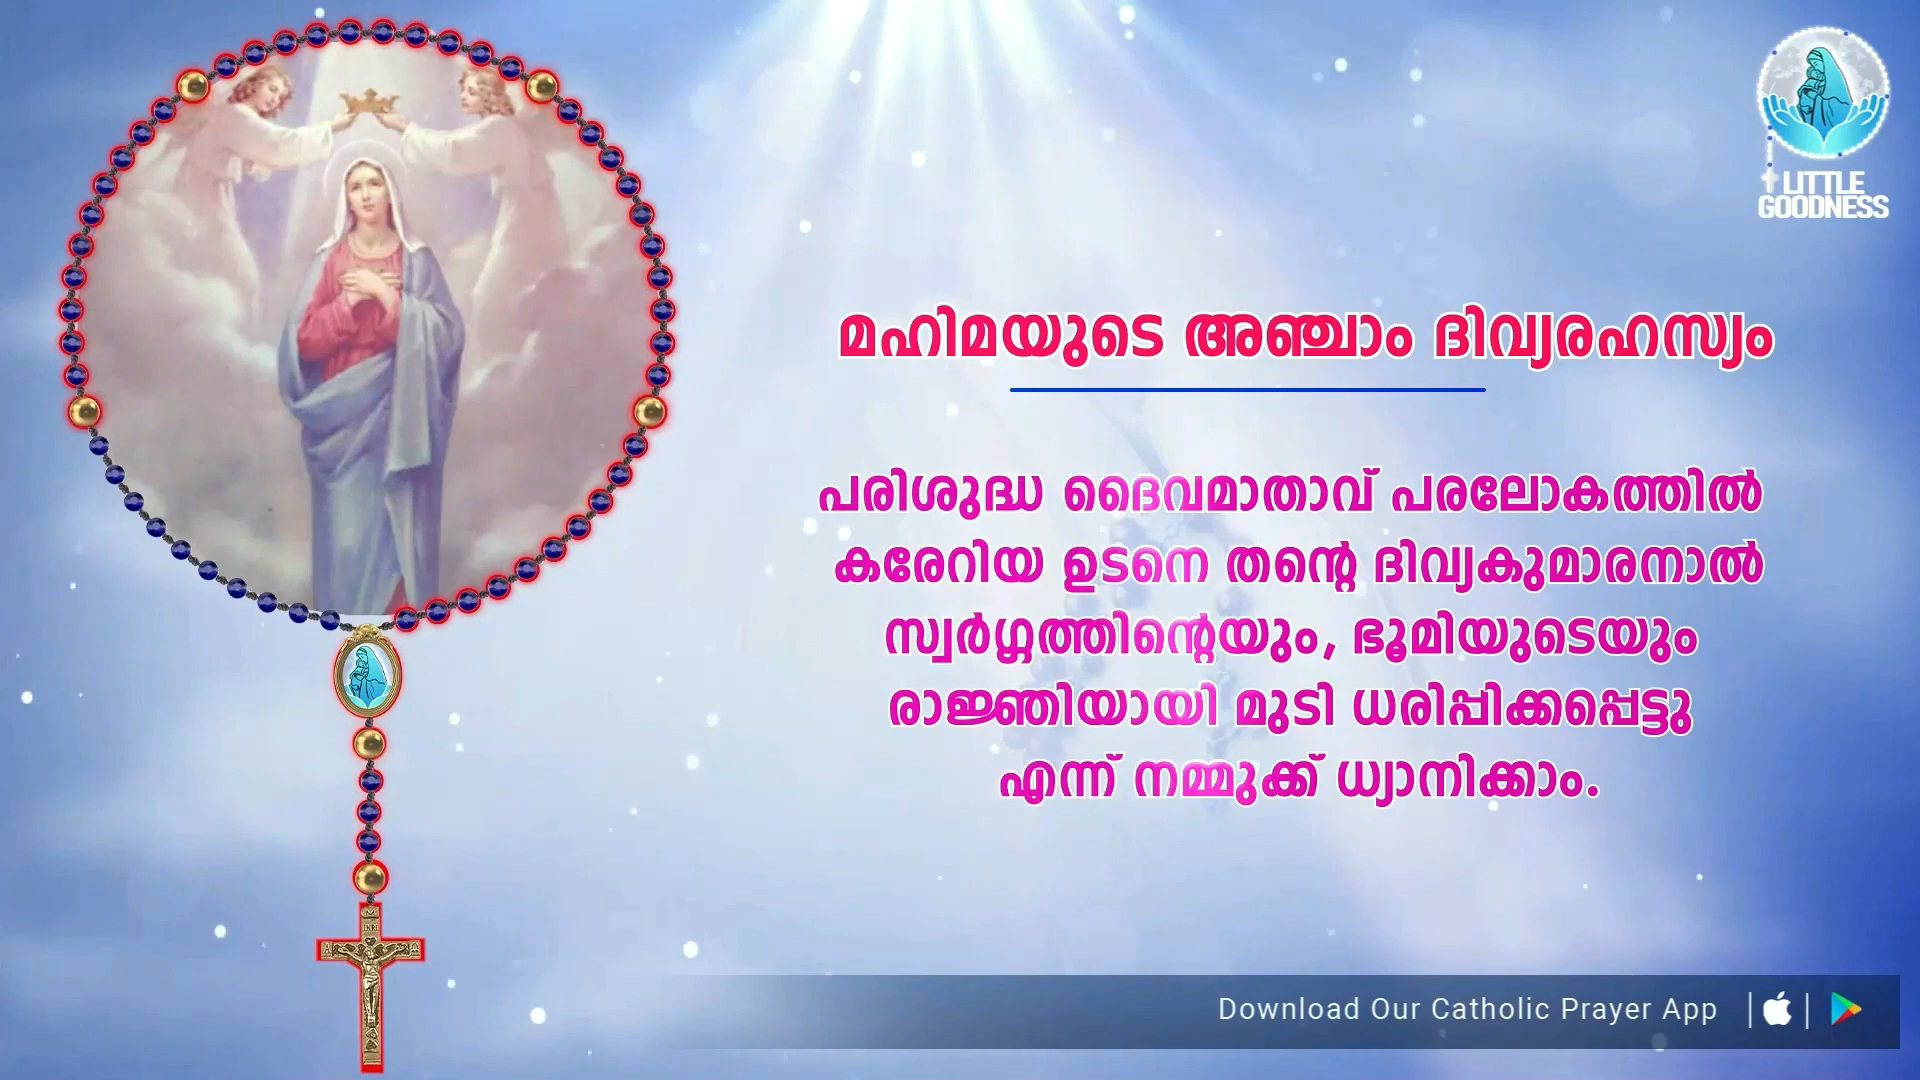 LITTLE
GOODNESS
മഹിമയുടെ അഞ്ചാം ദിവ്യരഹസ്യം
പരിശുദ്ധ ദൈവമാതാവ് പരലോകത്തിൽ
കരേറിയ ഉടനെ തന്റെ ദിവ്യകുമാരനാൽ
സ്വർഗ്ഗത്തിന്റെയും, ഭൂമിയുടെയും
രാജ്ഞിയായി മുടി ധരിപ്പിക്കപ്പെട്ടു
എന്ന് നമ്മുക്ക് ധ്യാനിക്കാം.
INRI
Download Our Catholic Prayer App